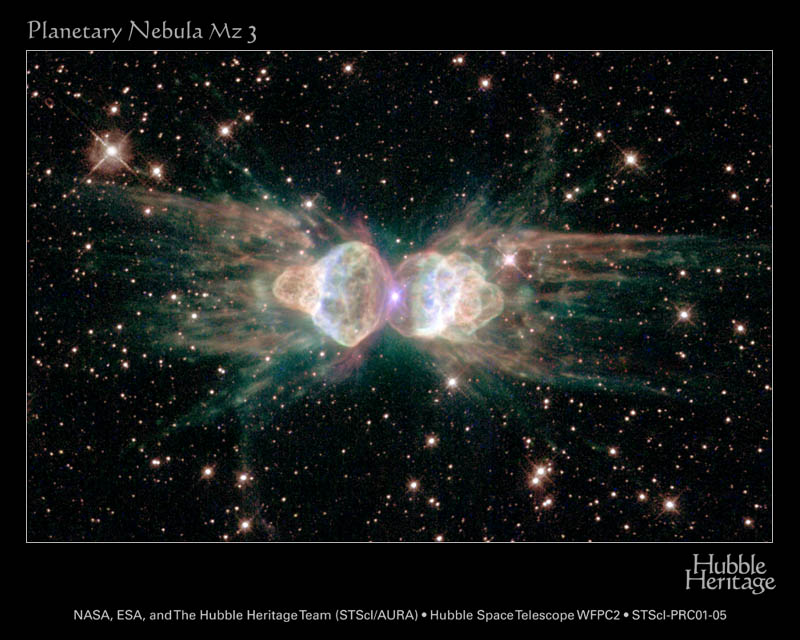 Planetary Nebula Mz 3
Hubble
Heritage
NASA, ESA, and The Hubble Heritage Team (STScI/AURA) • Hubble Space Telescope WFPC2 • STScI-PRC01-05